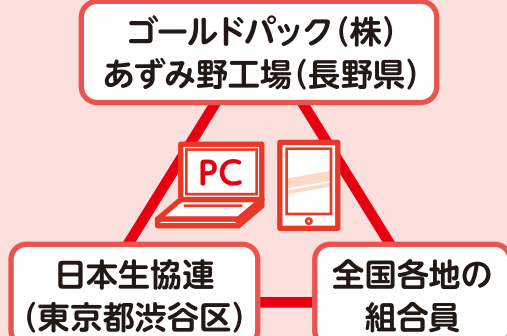 ゴールドパック(株)
あずみ野工場(長野県)
PC
日本生協連
(東京都渋谷区)
全国各地の
組合員